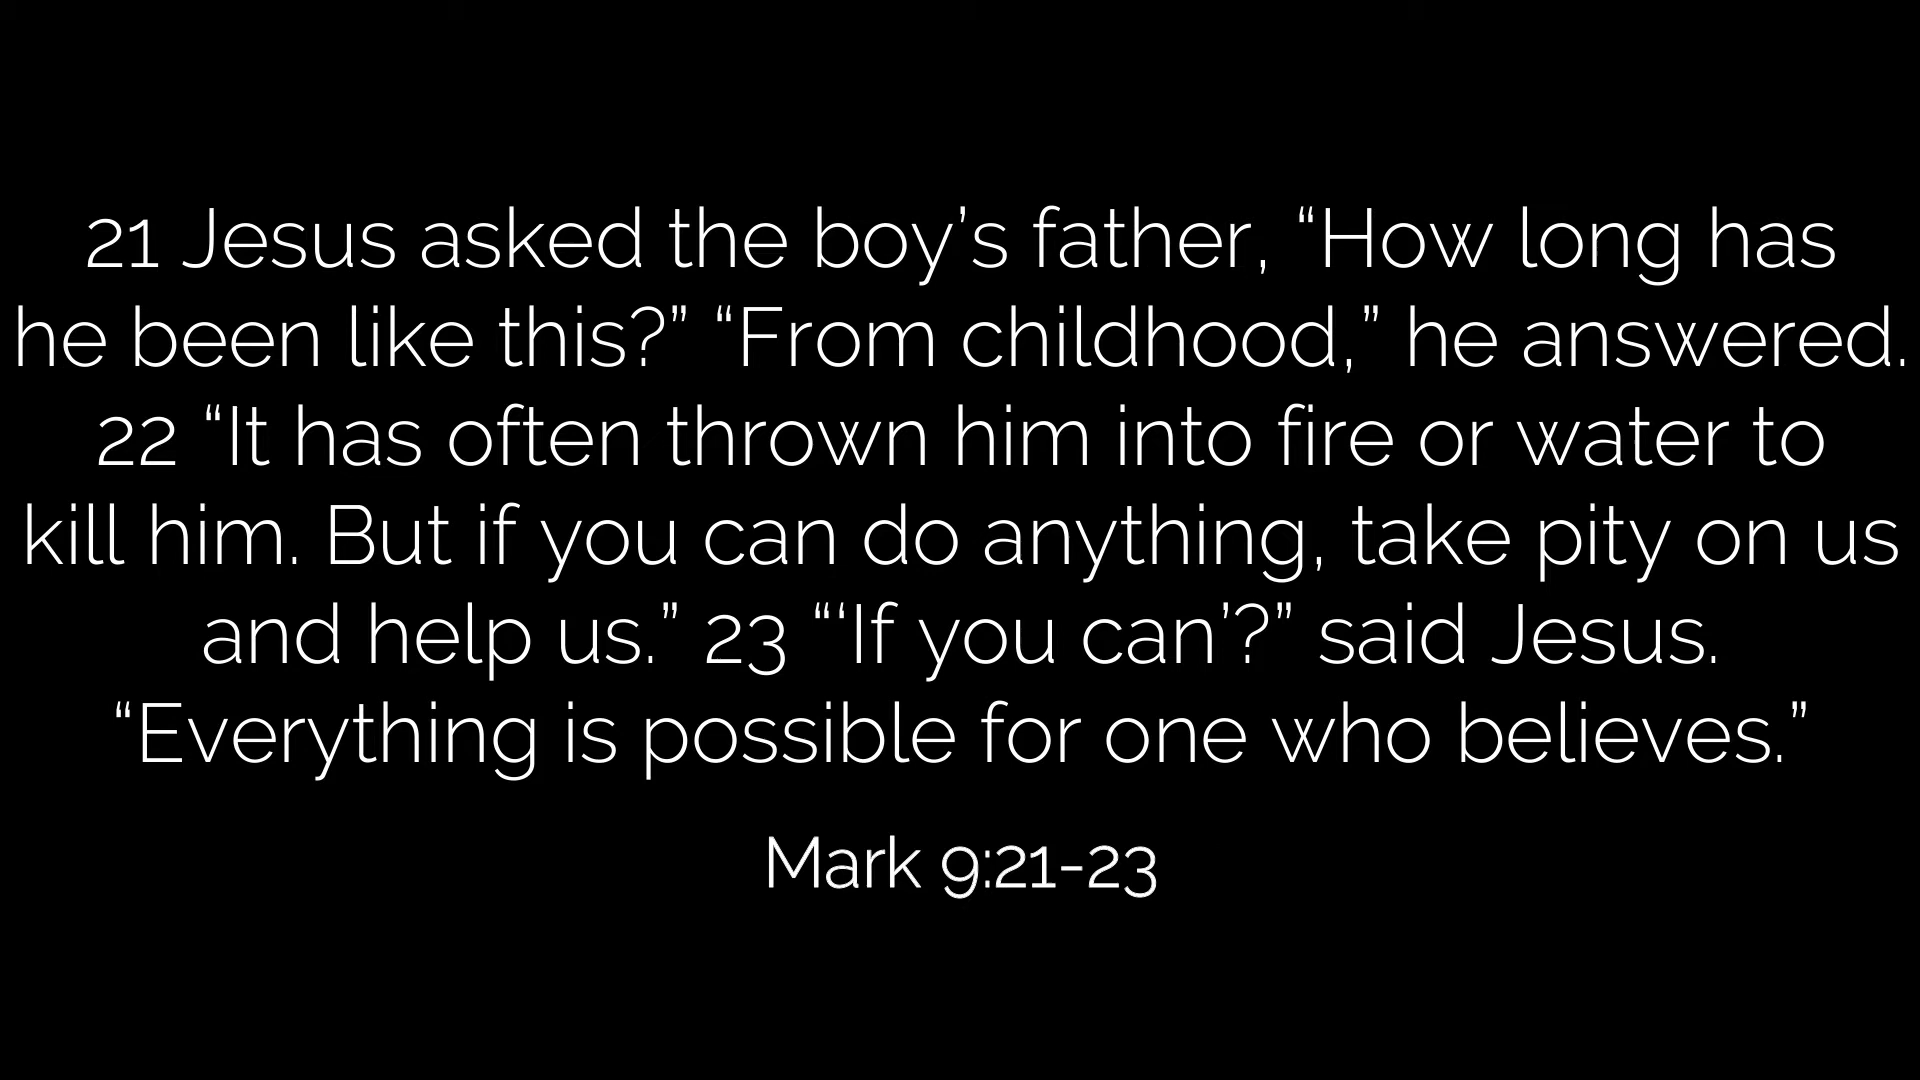 21 Jesus asked the boy’s father, “How long has
he been like this?” “From childhood,” he answered.
22 “It has often thrown him into fire or water to
kill him. But if you can do anything, take pity on us
and help us.” 23 “‘If you can’?” said Jesus.
“Everything is possible for one who believes.”
Mark 9:21-23